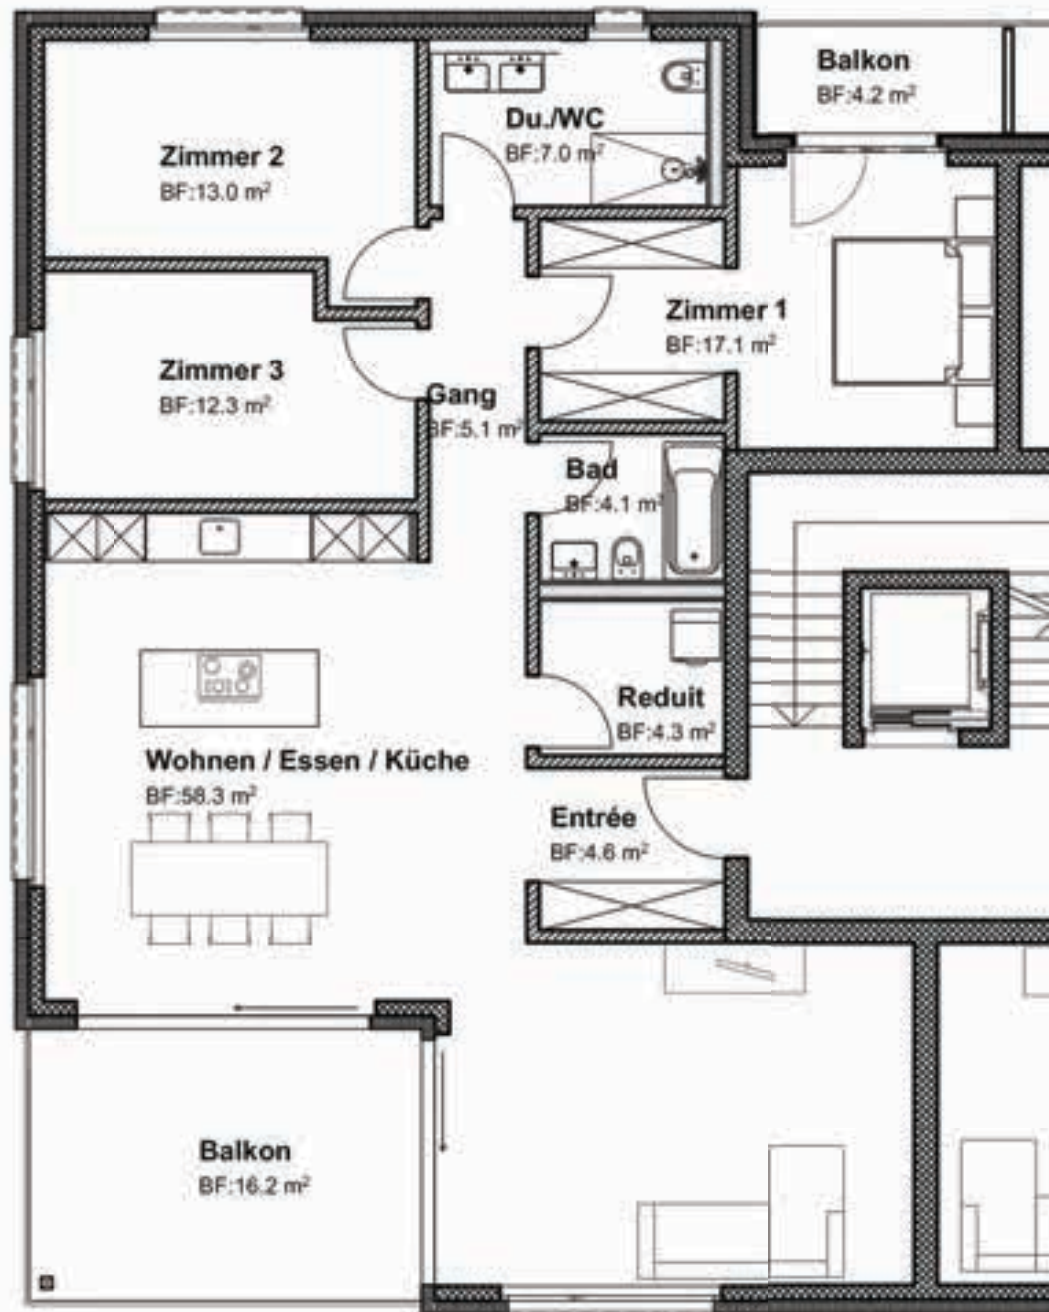 Balkon
BF:4.2 m²
Du./WC
BF:7.0 m²
Zimmer 2
BF:13.0 m²
Zimmer 1
BF:17.1 m²
Zimmer 3
BF:12.3 m²
Gang
BF:5.1 m²
Bad
BF:4.1 m²
Reduit
BF:4.3 m²
Wohnen / Essen / Küche
BF:58.3 m²
Entrée
BF:4.6 m²
Balkon
BF:16.2 m²